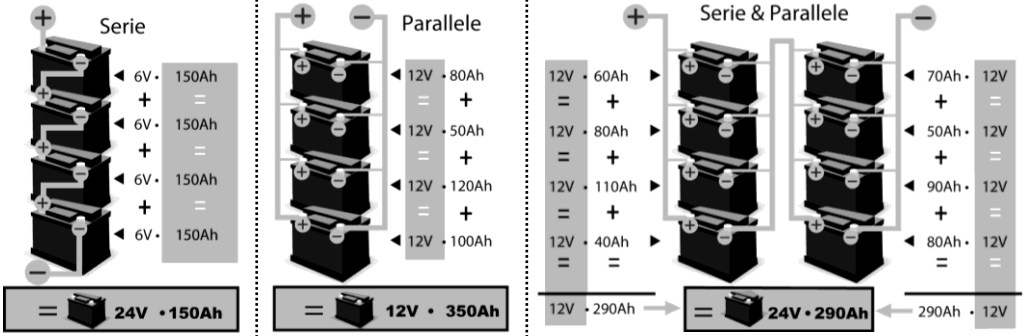 Serie
+
6V · 150Ah
+ =
6V · 150Ah
+ =
6V · 150Ah
+ =
6V · 150Ah
−
= 24V · 150Ah
+ − Parallele
12V · 80Ah
= +
12V · 50Ah
= +
12V · 120Ah
= +
12V · 100Ah
= 12V · 350Ah
Serie & Parallele
+ −
12V · 60Ah
= +
12V · 80Ah
= +
12V · 110Ah
= +
12V · 40Ah
= =
12V · 290Ah
70Ah · 12V
+ =
50Ah · 12V
+ =
90Ah · 12V
+ =
80Ah · 12V
= =
290Ah · 12V
= 24V · 290Ah